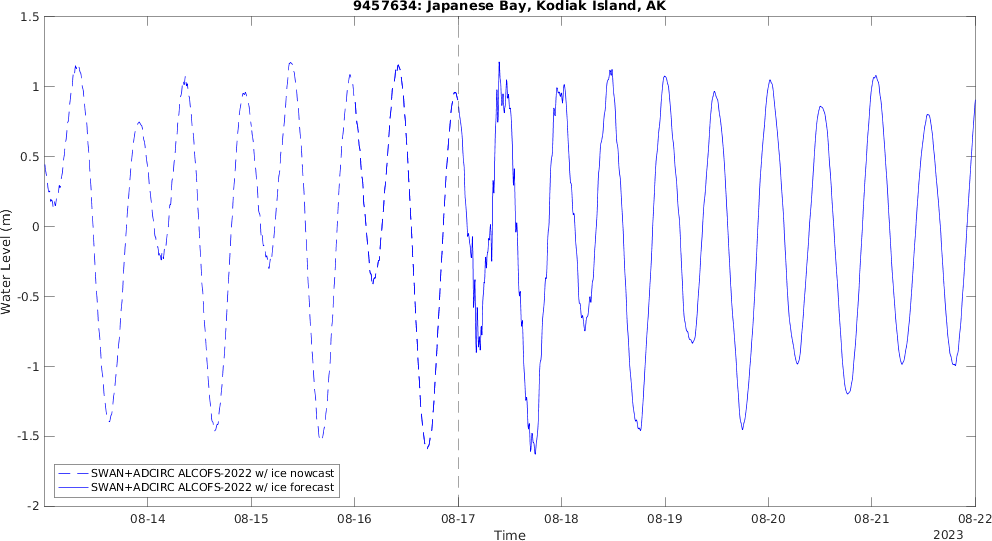 9457634: Japanese Bay, Kodiak Island, AK
1.5
1
0.5
0
-0.5
-1
-1.5
-2
Water Level (m)
SWAN+ADCIRC ALCOFS-2022 w/ ice nowcast
SWAN+ADCIRC ALCOFS-2022 w/ ice forecast
08-14 08-15 08-16 08-17 08-18 08-19 08-20 08-21 08-22
Time
2023